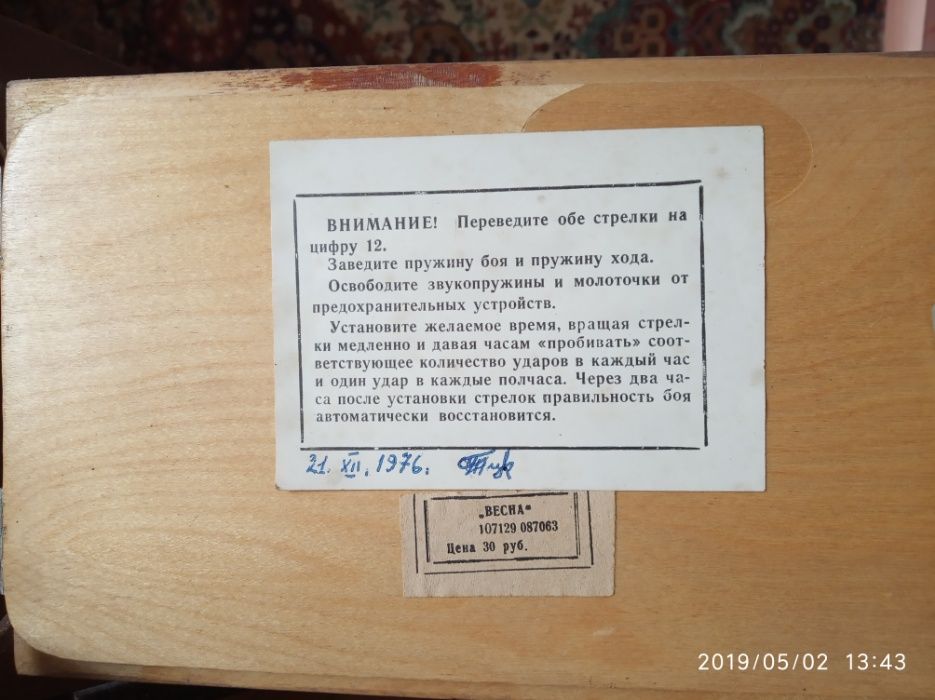 ВНИМАНИЕ! Переведите обе стрелки на
цифру 12.
Заведите пружину боя и пружину хода.
Освободите звукопружины и молоточки от
предохранительных устройств.
Установите желаемое время, вращая стрел-
ки медленно и давая часам «пробивать» соот-
ветствующее количество ударов в каждый час
и один удар в каждые полчаса. Через два ча-
са после установки стрелок правильность боя
автоматически восстановится.
21. XII. 1976.
„ВЕСНА"
107129 087063
Цена 30 руб.
2019/05/02 13:43